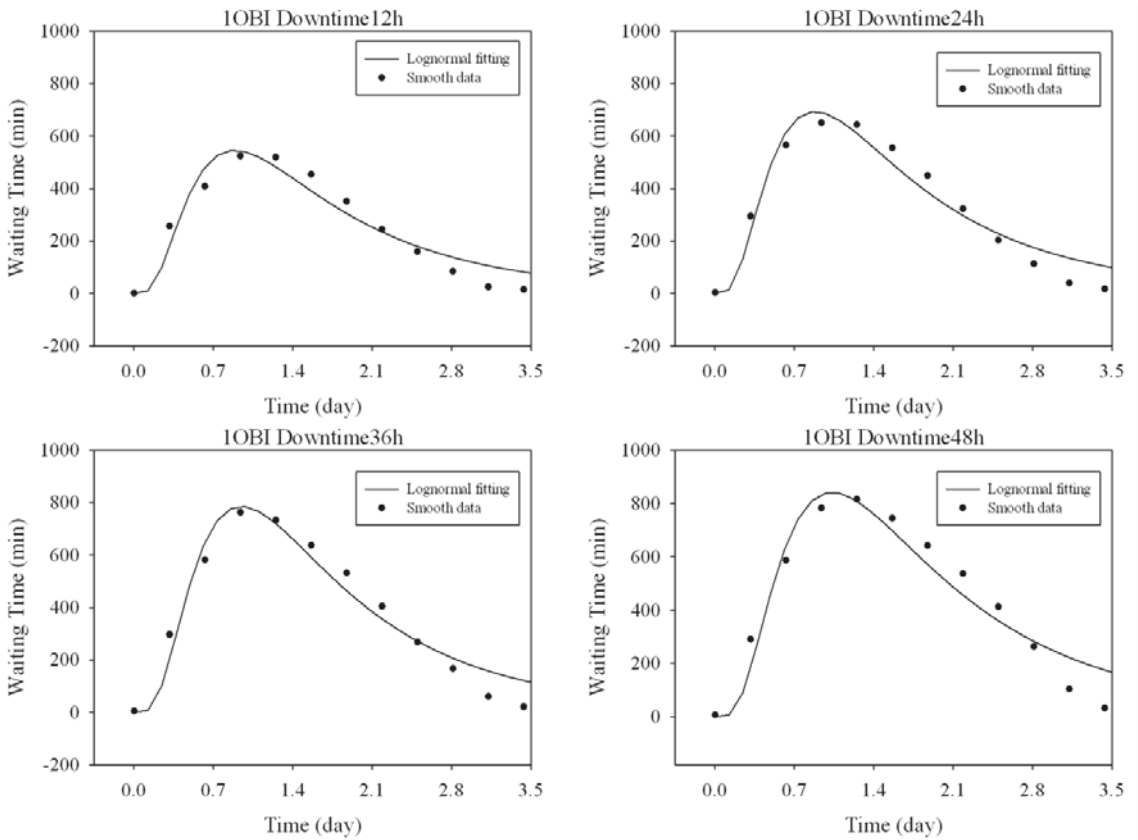 1OBI Downtime12h
1000
800
600
400
200
0
-200
Waiting Time (min)
Lognormal fitting
Smooth data
0.0 0.7 1.4 2.1 2.8 3.5
Time (day)
1OBI Downtime24h
1000
800
600
400
200
0
-200
Waiting Time (min)
Lognormal fitting
Smooth data
0.0 0.7 1.4 2.1 2.8 3.5
Time (day)
1OBI Downtime36h
1000
800
600
400
200
0
-200
Waiting Time (min)
Lognormal fitting
Smooth data
0.0 0.7 1.4 2.1 2.8 3.5
Time (day)
1OBI Downtime48h
1000
800
600
400
200
0
Waiting Time (min)
Lognormal fitting
Smooth data
0.0 0.7 1.4 2.1 2.8 3.5
Time (day)